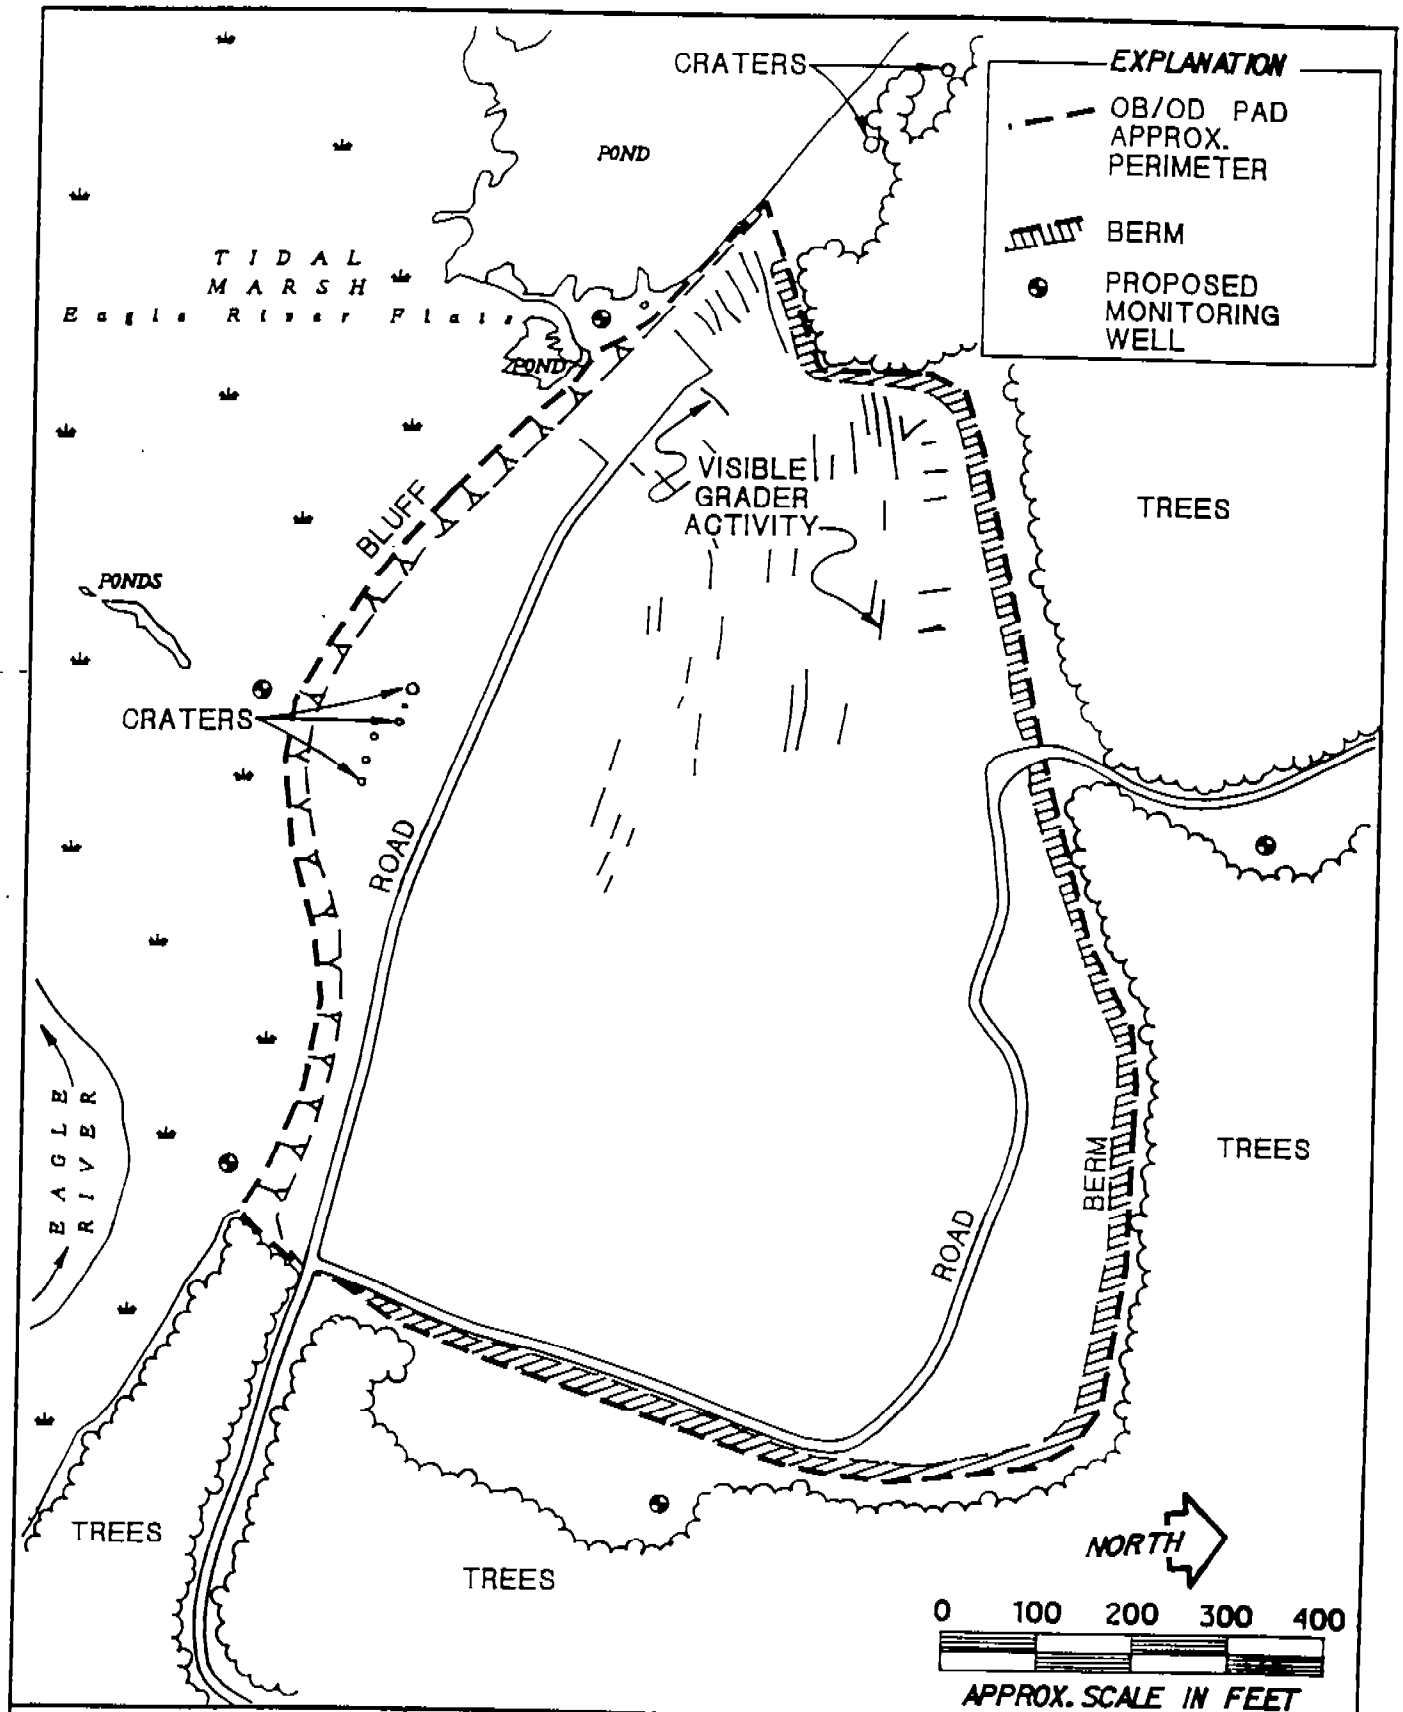 CRATERS
EXPLANATION
OB/OD PAD
APPROX.
PERIMETER
BERM
PROPOSED
MONITORING
WELL
POND
TIDAL
MARSH
Eagle River Flats
POND
BLUFF
VISIBLE
GRADER
ACTIVITY
TREES
PONDS
CRATERS
ROAD
EAGLE
RIVER
BERM
TREES
ROAD
TREES
TREES
NORTH
0 100 200 300 400
APPROX. SCALE IN FEET